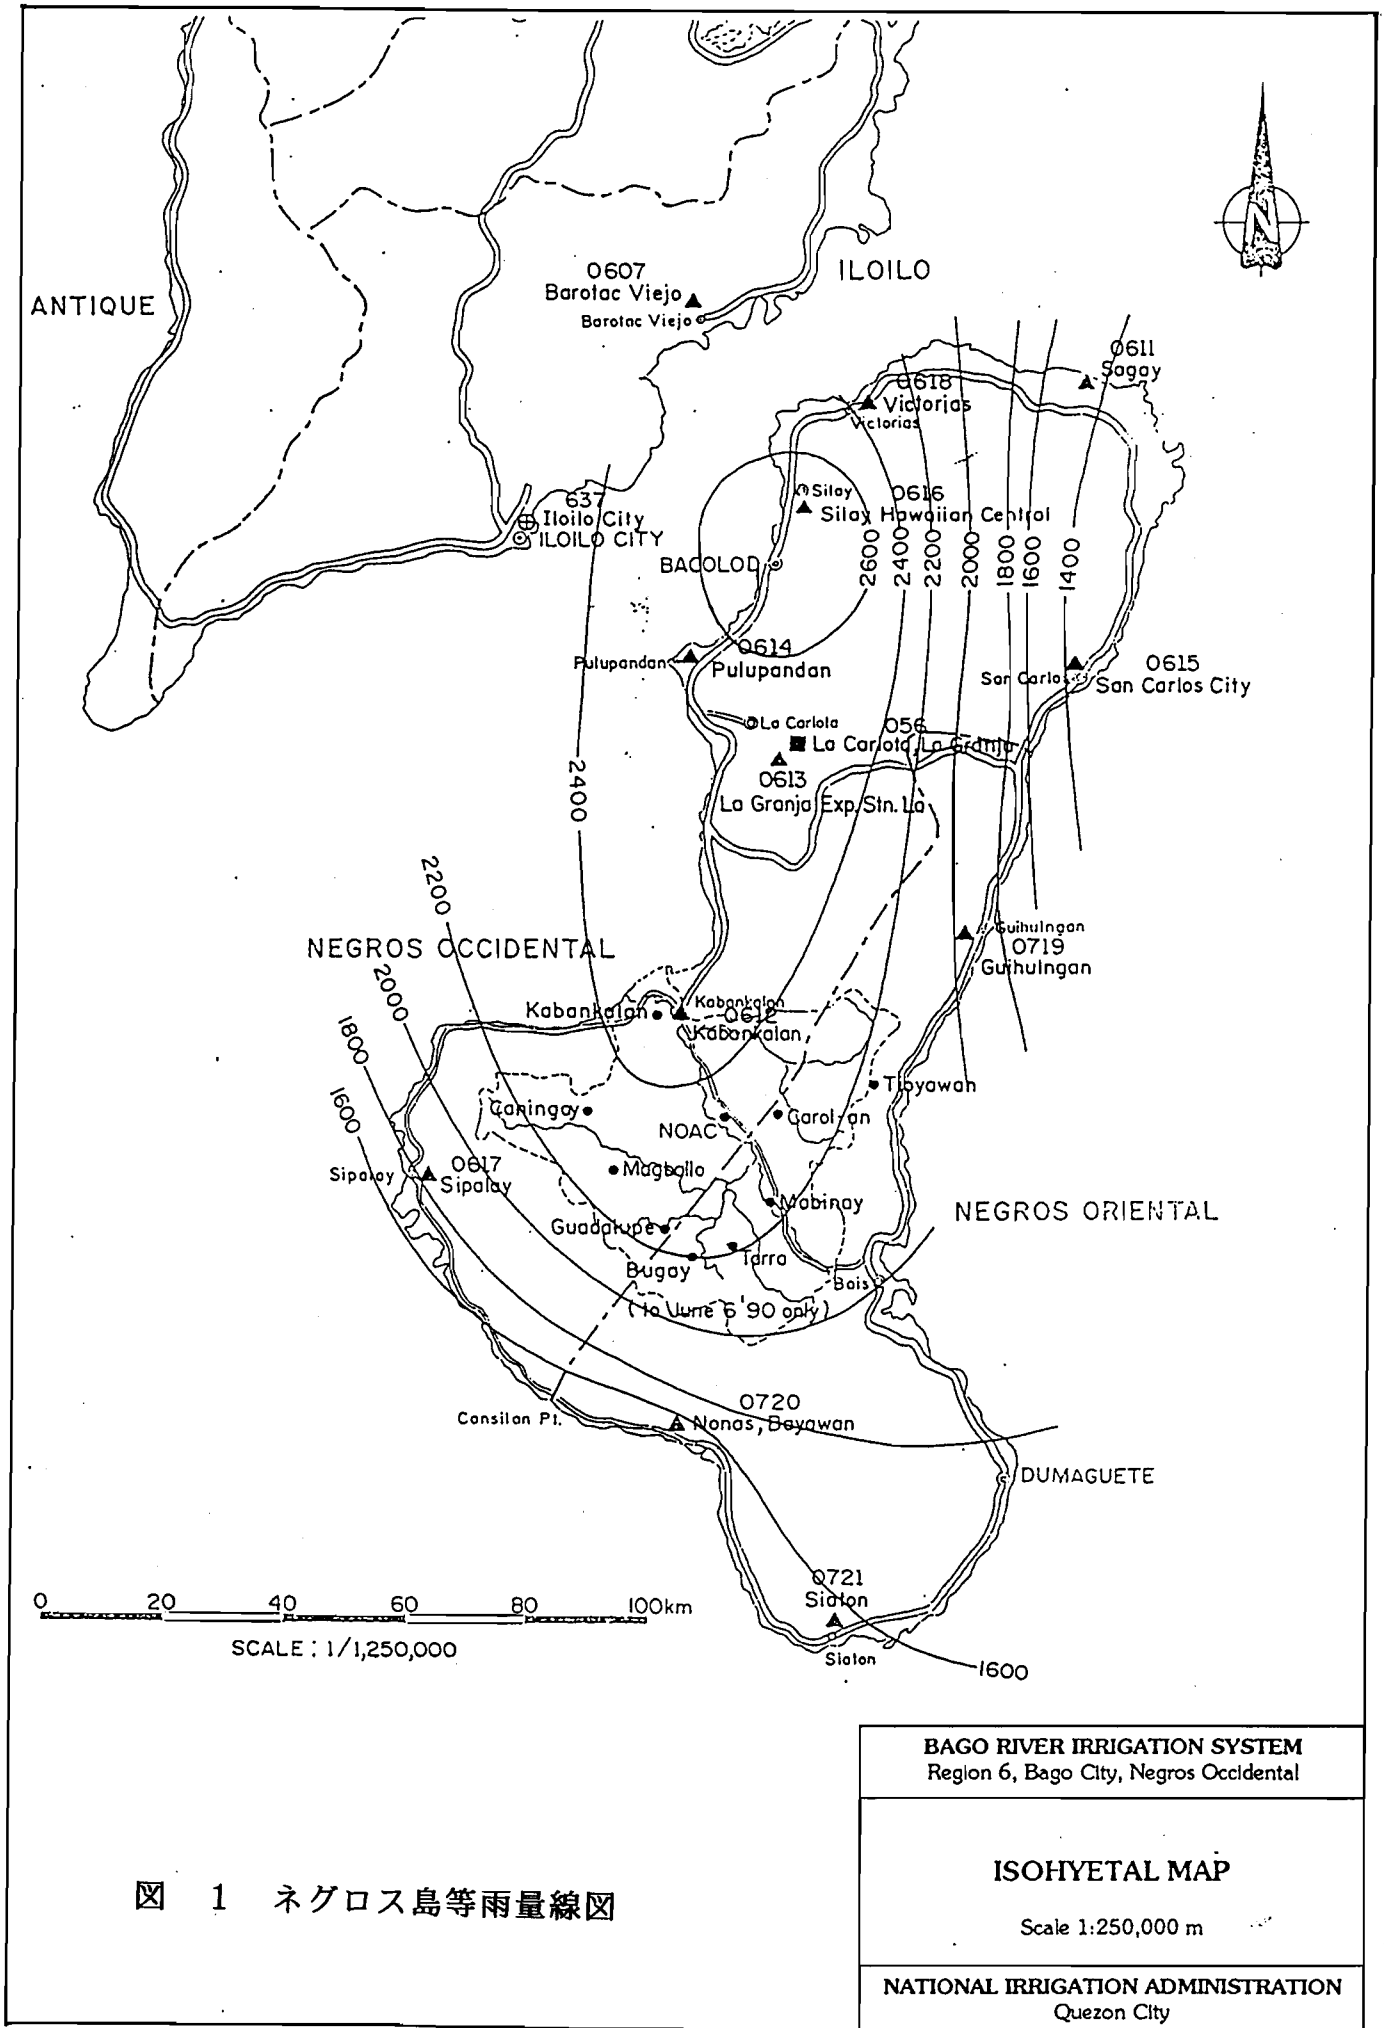 ANTIQUE
ILOILO
0607
Barotac Viejo
Barotac Viejo
N
0611
Sagay
0618
Victorias
Victorias
637
Iloilo City
ILOILO CITY
Silay
0616
Silay Hawaiian Central
BACOLOD
2600
2400
2200
2000
1800
1600
1400
0614
Pulupandan
Pulupandan
0615
San Carlos
San Carlos City
La Carlota
056
La Carlota, La Granja
0613
La Granja Exp. Stn. La
2400
2200
2000
1800
1600
NEGROS OCCIDENTAL
Guihulngan
0719
Guihulngan
Kabankalan
Kabankalan
0612
Kabankalan
Tioyawan
Caningay
NOAC
Carol-an
Sipalay
0617
Sipalay
Magballo
Mabinay
NEGROS ORIENTAL
Guadalupe
Bugay
Tarra
Bais
(to June 6 '90 only)
Cansilan Pt.
0720
Nonas, Bayawan
DUMAGUETE
0721
Siaton
Siaton
1600
0 20 40 60 80 100km
SCALE : 1/1,250,000
BAGO RIVER IRRIGATION SYSTEM
Region 6, Bago City, Negros Occidental
ISOHYETAL MAP
Scale 1:250,000 m
NATIONAL IRRIGATION ADMINISTRATION
Quezon City
図 1 ネグロス島等雨量線図